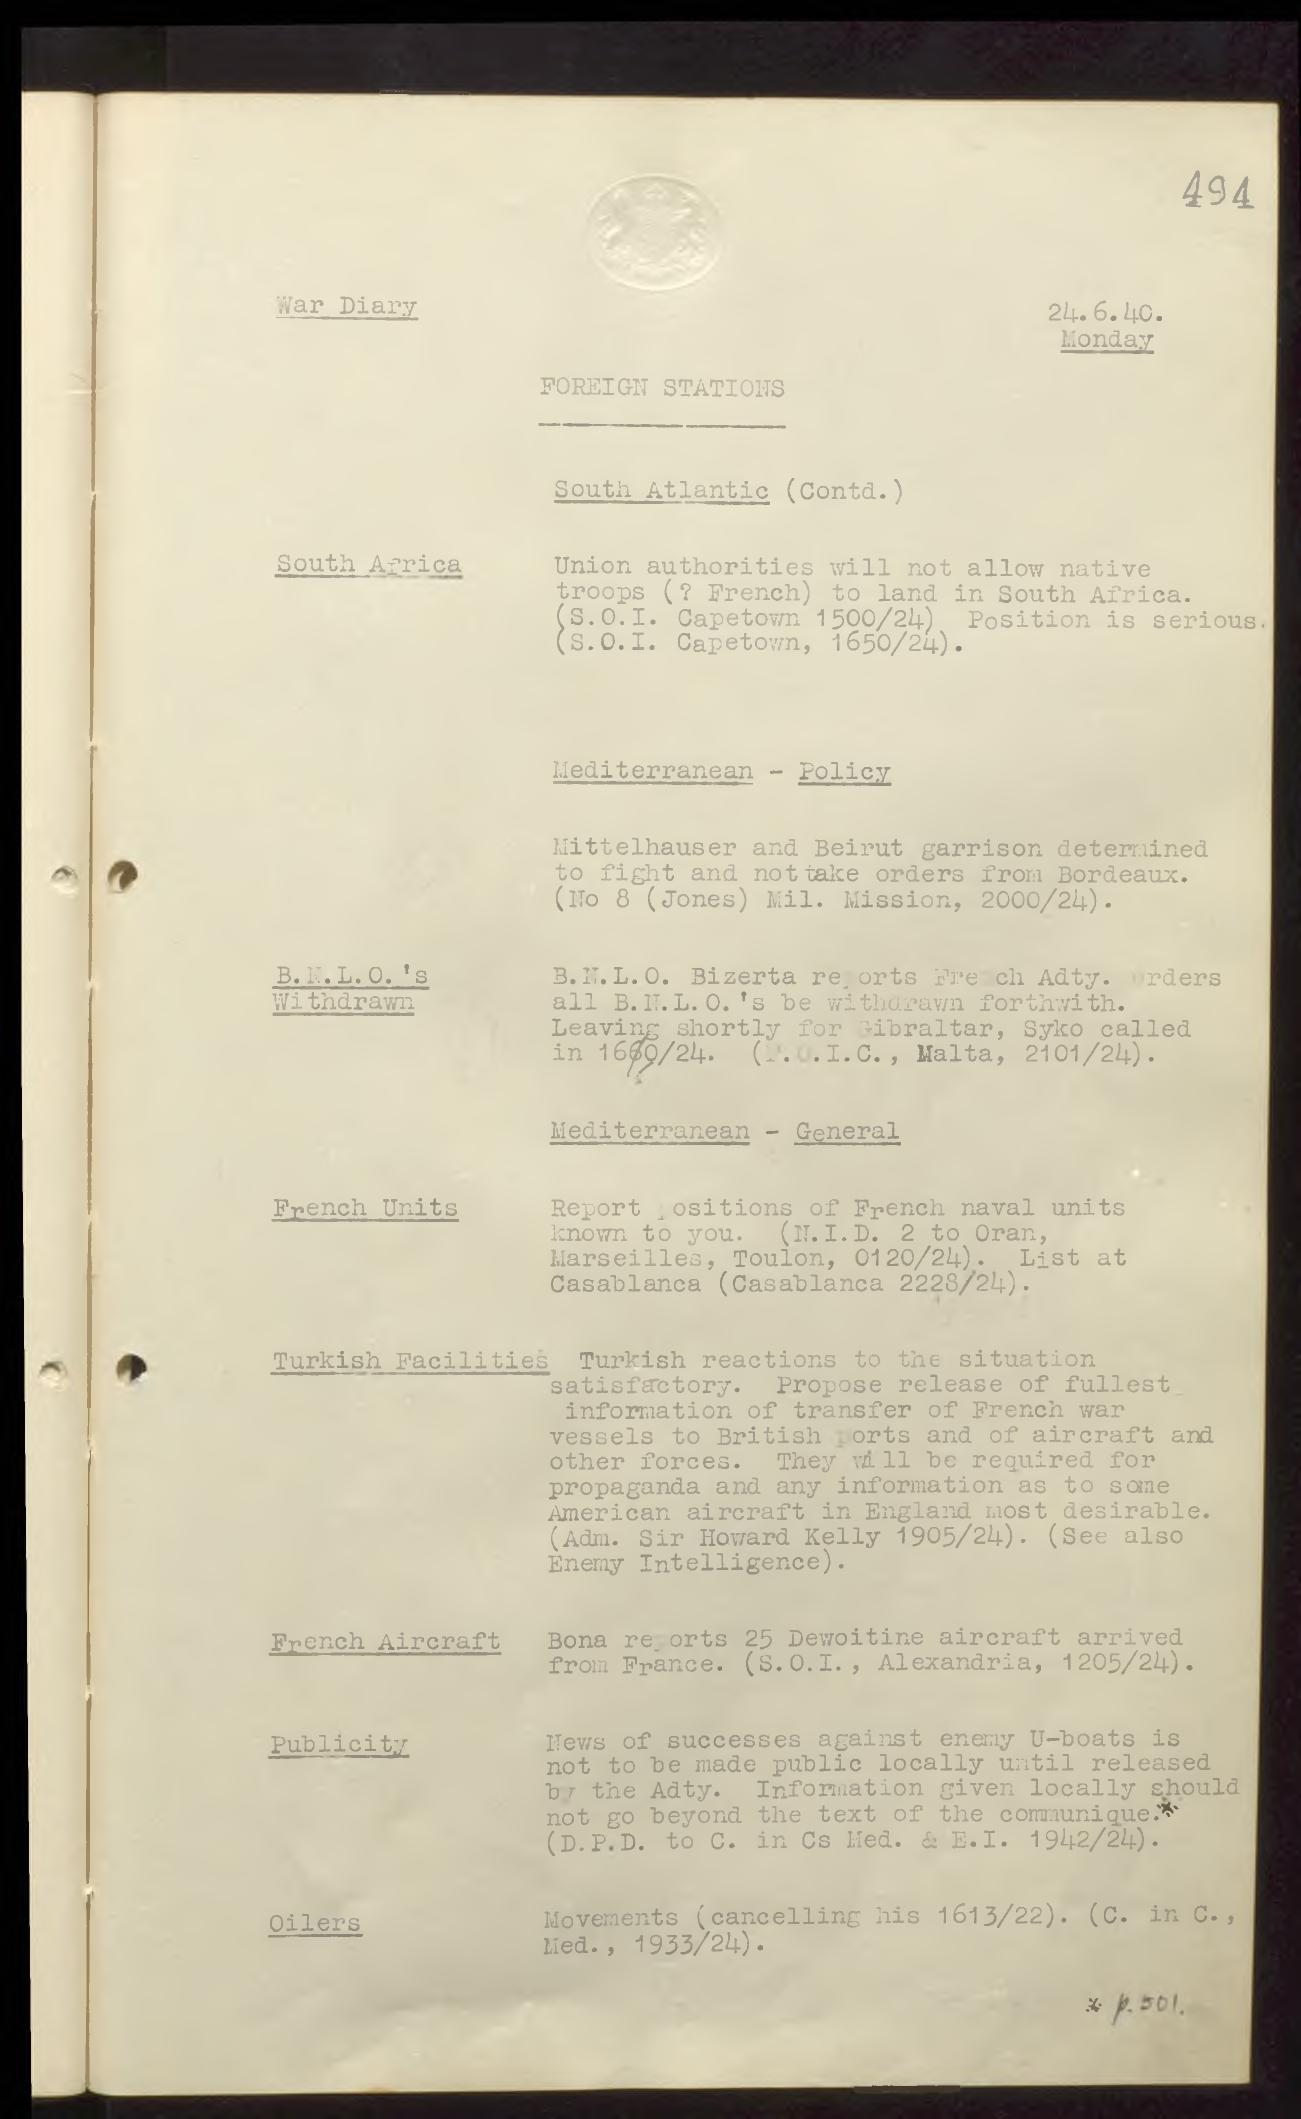 494
War Diary
24.6.40.
Monday
FOREIGN STATIONS
South Atlantic (Contd.)
South Africa
Union authorities will not allow native
troops (? French) to land in South Africa.
(S.O.I. Capetown 1500/24) Position is serious.
(S.O.I. Capetown, 1650/24).
Mediterranean - Policy
Mittelhauser and Beirut garrison determined
to fight and not take orders from Bordeaux.
(No 8 (Jones) Mil. Mission, 2000/24).
B.N.L.O.'s
Withdrawn
B.N.L.O. Bizerta reports French Adty. orders
all B.N.L.O.'s be withdrawn forthwith.
Leaving shortly for Gibraltar, Syko called
in /24. (F.O.I.C., Malta, 2101/24).
Mediterranean - General
French Units
Report positions of French naval units
known to you. (N.I.D. 2 to Oran,
Marseilles, Toulon, 0120/24). List at
Casablanca (Casablanca 2228/24).
Turkish Facilities
Turkish reactions to the situation
satisfactory. Propose release of fullest
information of transfer of French war
vessels to British ports and of aircraft and
other forces. They will be required for
propaganda and any information as to some
American aircraft in England most desirable.
(Adm. Sir Howard Kelly 1905/24). (See also
Enemy Intelligence).
French Aircraft
Bona reports 25 Dewoitine aircraft arrived
from France. (S.O.I., Alexandria, 1205/24).
Publicity
News of successes against enemy U-boats is
not to be made public locally until released
by the Adty. Information given locally should
not go beyond the text of the communique.*
(D.P.D. to C. in Cs Med. & E.I. 1942/24).
Oilers
Movements (cancelling his 1613/22). (C. in C.,
Med., 1933/24).
* p.501.